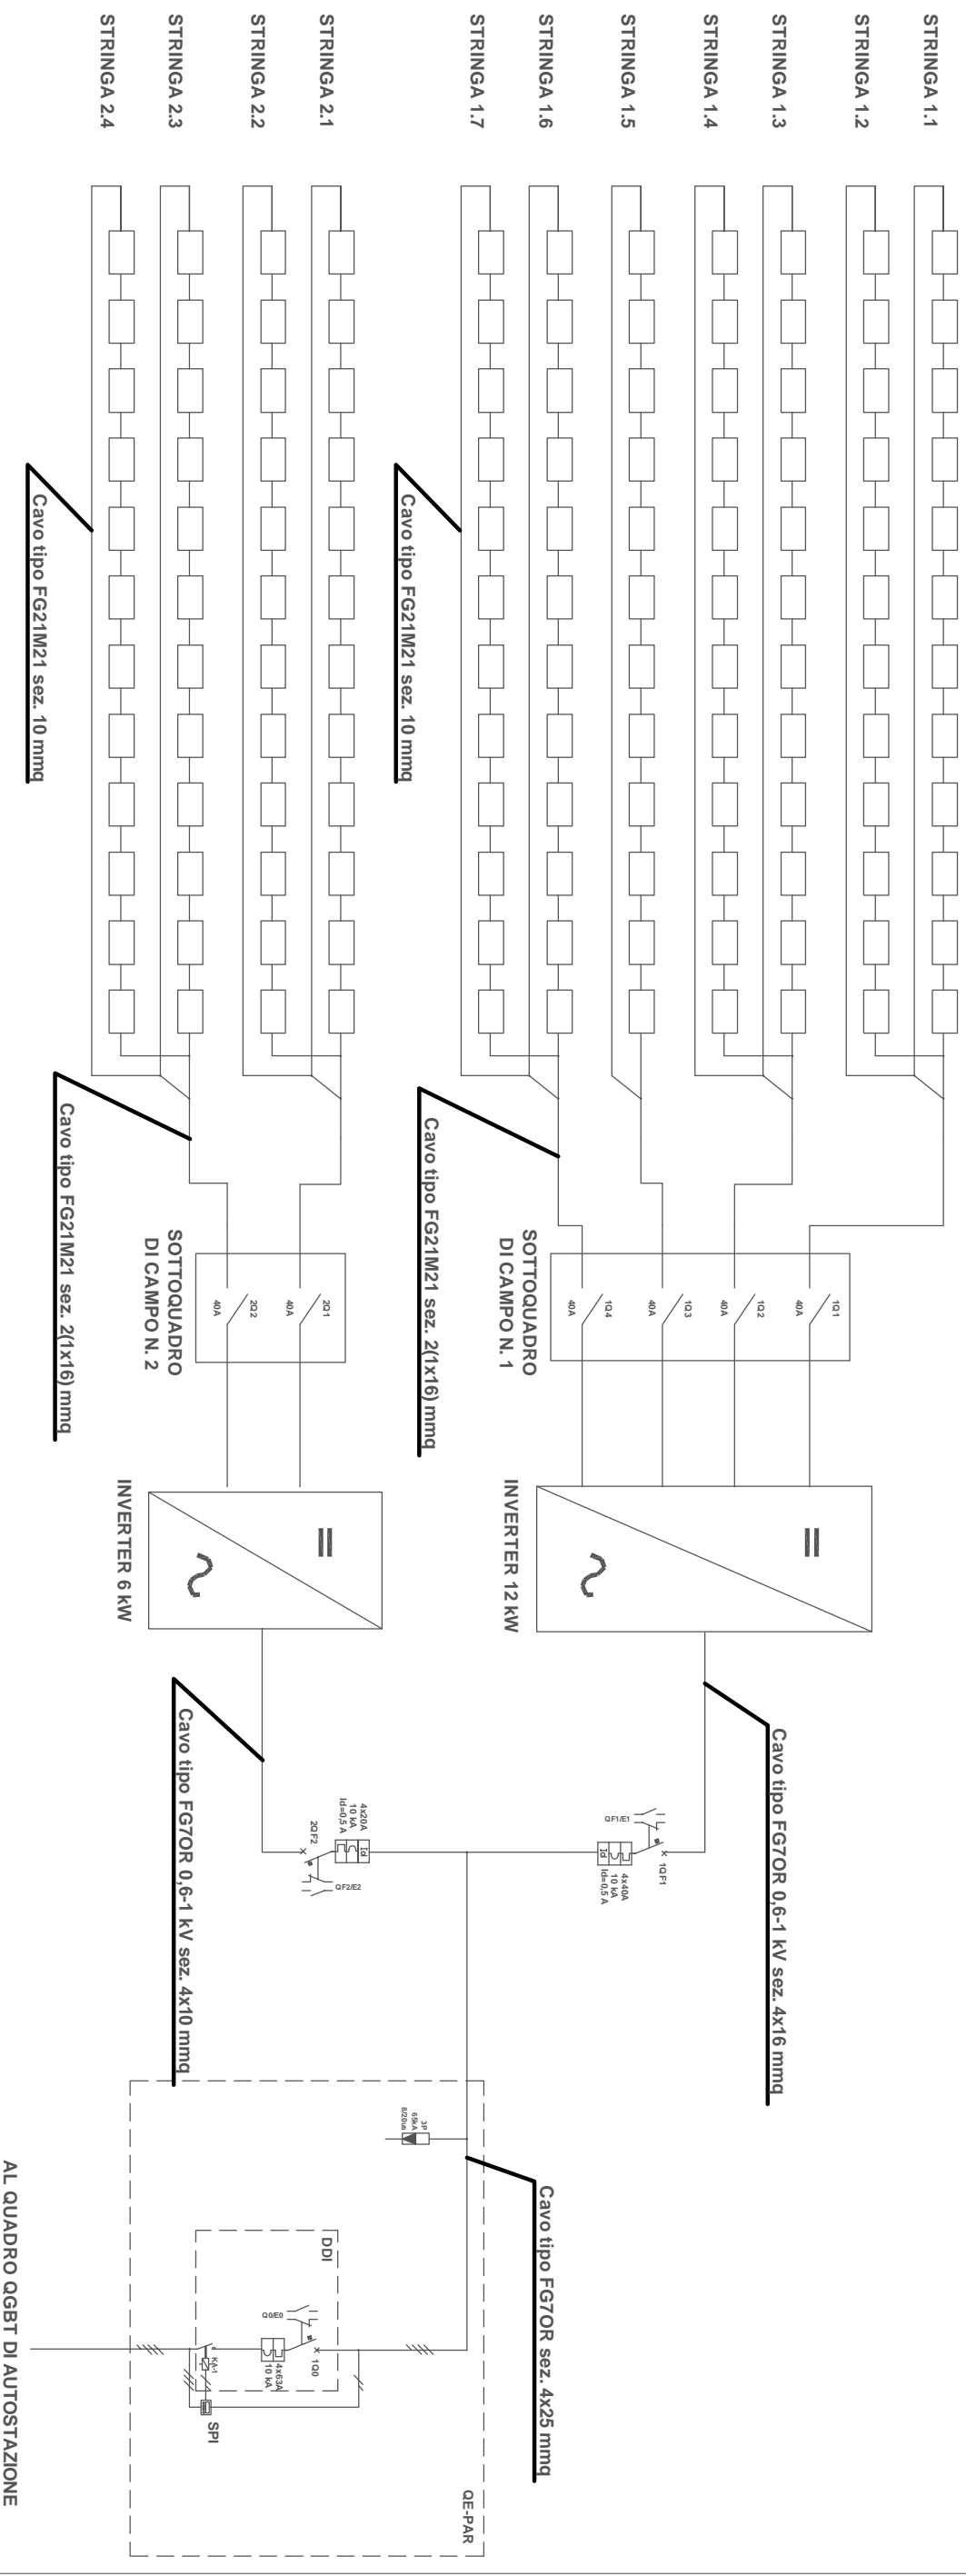 STRINGA 1.1
STRINGA 1.2
STRINGA 1.3
STRINGA 1.4
STRINGA 1.5
STRINGA 1.6
STRINGA 1.7
STRINGA 2.1
STRINGA 2.2
STRINGA 2.3
STRINGA 2.4
Cavo tipo FG21M21 sez. 10 mmq
Cavo tipo FG21M21 sez. 10 mmq
Cavo tipo FG21M21 sez. 2(1x16) mmq
Cavo tipo FG21M21 sez. 2(1x16) mmq
1Q1
40A
1Q2
40A
1Q3
40A
1Q4
40A
SOTTOQUADRO
DI CAMPO N. 1
2Q1
40A
2Q2
40A
SOTTOQUADRO
DI CAMPO N. 2
=
~
INVERTER 12 kW
=
~
INVERTER 6 kW
Cavo tipo FG7OR 0,6-1 kV sez. 4x16 mmq
Cavo tipo FG7OR 0,6-1 kV sez. 4x10 mmq
1QF1
QF1/E1
4x40A
10 kA
Id=0,5 A
Id
4x20A
10 kA
Id=0,5 A
Id
2QF2
QF2/E2
Cavo tipo FG7OR sez. 4x25 mmq
3P
65kA
8/20us
DDI
1Q0
Q0/E0
4x63A
10 kA
KA-1
SPI
QE-PAR
AL QUADRO QGBT DI AUTOSTAZIONE